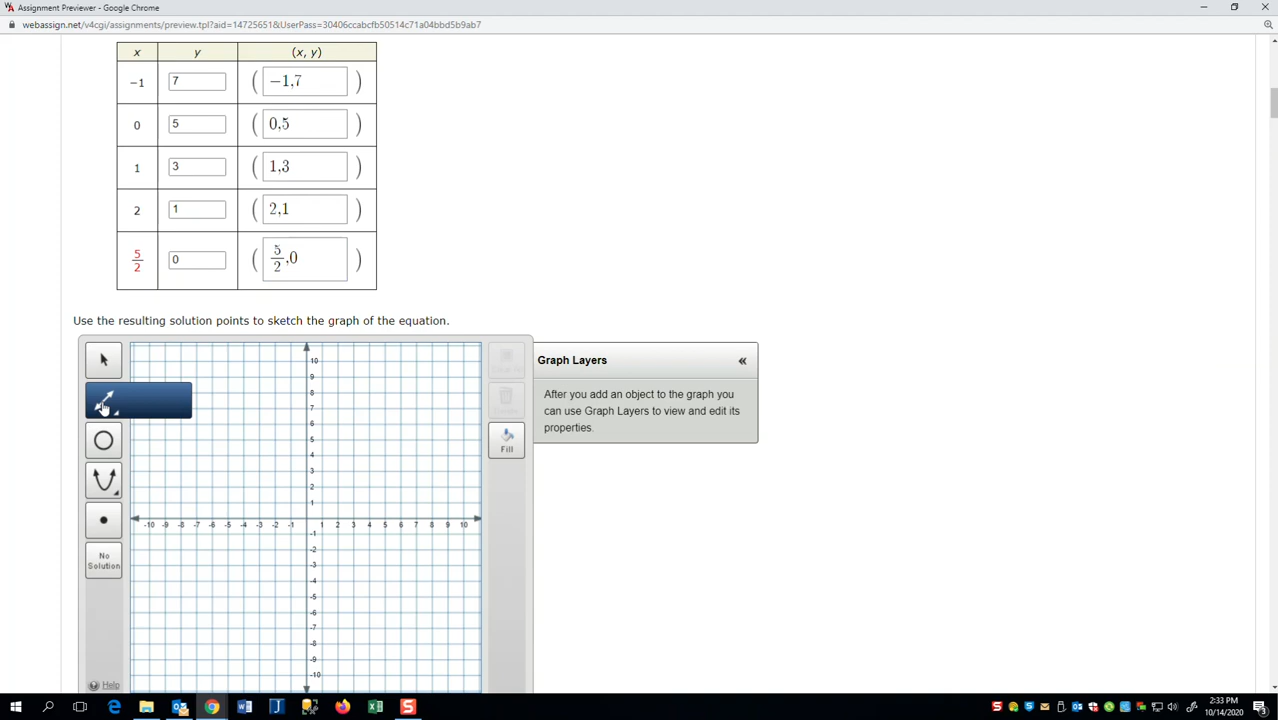 Assignment Previewer - Google Chrome
webassign.net/v4cgi/assignments/preview.tpl?aid=14725651&UserPass=30406ccabcfb50514c71a04bbd5b9ab7
x y (x, y)
−1 7 ( −1,7 )
0 5 ( 0,5 )
1 3 ( 1,3 )
2 1 ( 2,1 )
5/2 0 ( 5/2,0 )
Use the resulting solution points to sketch the graph of the equation.
Graph Layers «
After you add an object to the graph you
can use Graph Layers to view and edit its
properties.
Fill
No
Solution
Help
10
9
8
7
6
5
4
3
2
1
-10 -9 -8 -7 -6 -5 -4 -3 -2 -1 1 2 3 4 5 6 7 8 9 10
-1
-2
-3
-4
-5
-6
-7
-8
-9
-10
2:33 PM
10/14/2020